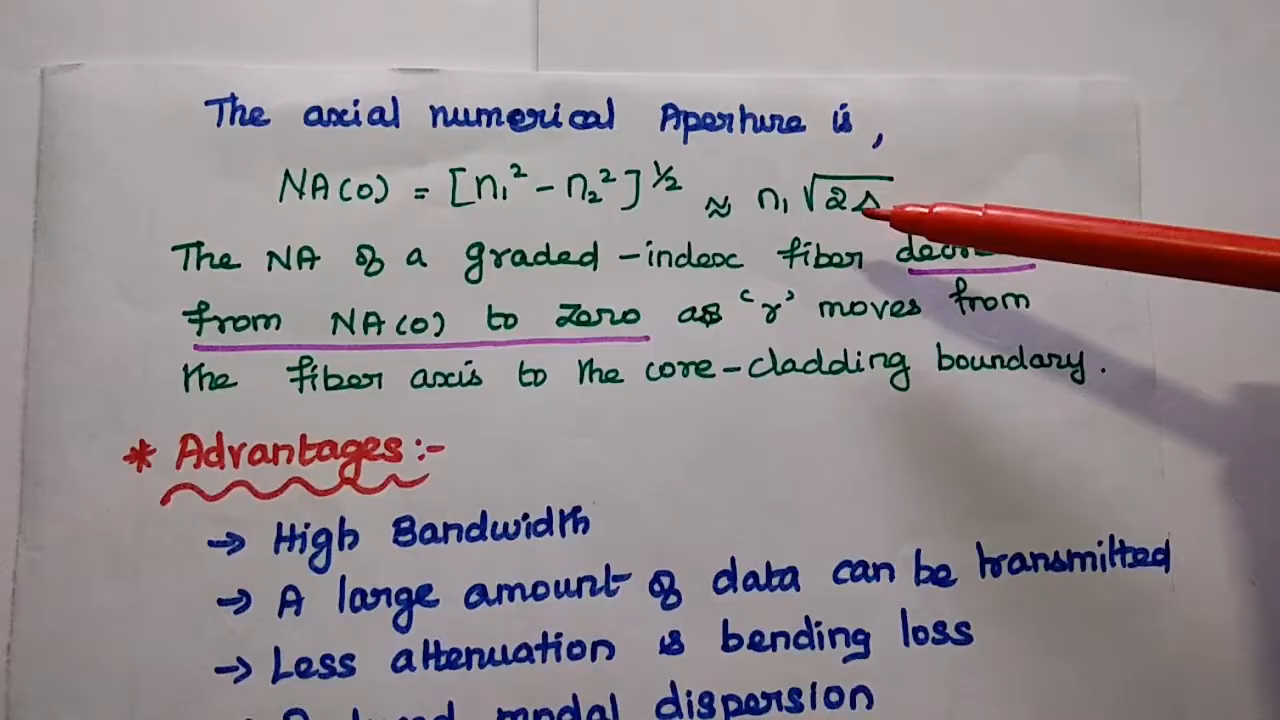 The axial numerical Aperture is,
NA(0) = [n₁² - n₂²]^1/2 ≈ n₁ √2Δ
The NA of a graded-index fiber
from NA(0) to zero as 'r' moves from
the fiber axis to the core-cladding boundary.
* Advantages:-
→ High Bandwidth
→ A large amount of data can be transmitted
→ Less attenuation is bending loss
modal dispersion